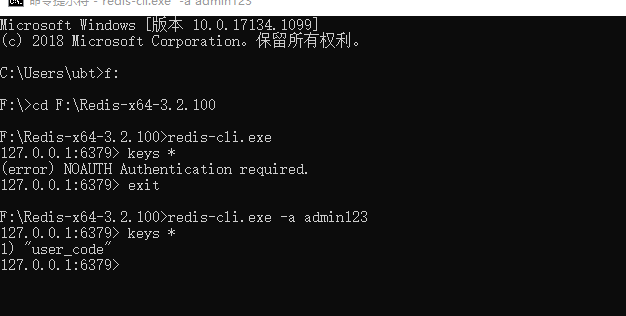 命令提示符 - redis-cli.exe  -a admin123
Microsoft Windows [版本 10.0.17134.1099]
(c) 2018 Microsoft Corporation。保留所有权利。
C:\Users\ubt>f:
F:\>cd F:\Redis-x64-3.2.100
F:\Redis-x64-3.2.100>redis-cli.exe
127.0.0.1:6379> keys *
(error) NOAUTH Authentication required.
127.0.0.1:6379> exit
F:\Redis-x64-3.2.100>redis-cli.exe -a admin123
127.0.0.1:6379> keys *
1) "user_code"
127.0.0.1:6379>